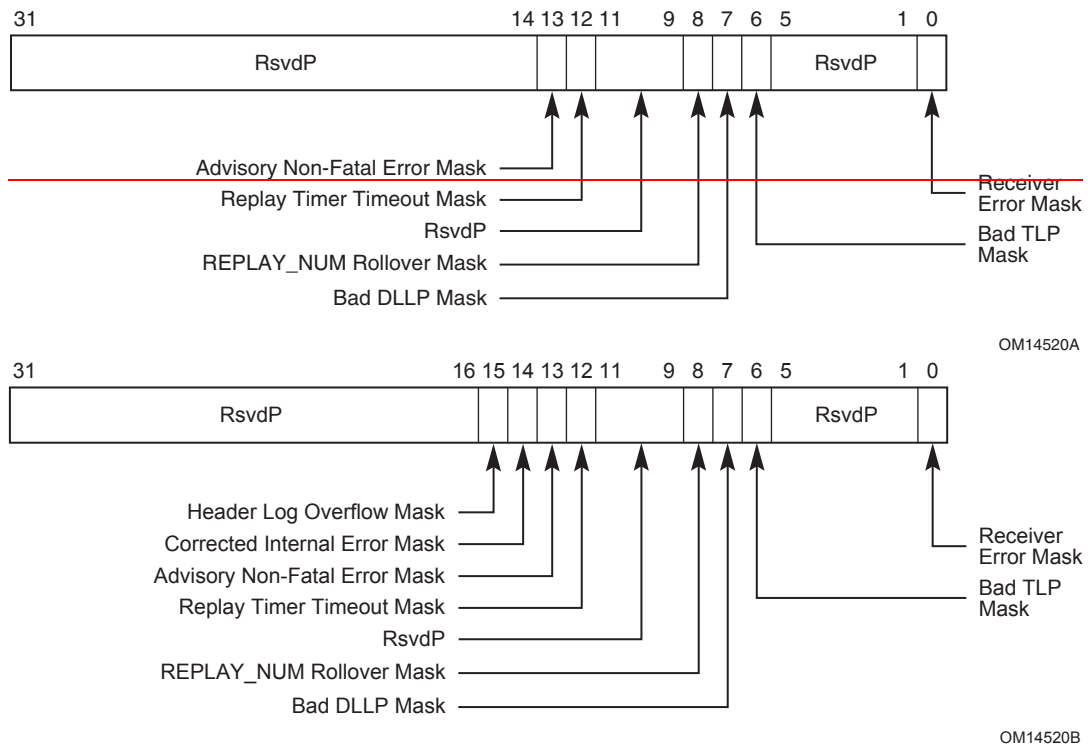 31 14 13 12 11 9 8 7 6 5 1 0
RsvdP RsvdP
Advisory Non-Fatal Error Mask
Replay Timer Timeout Mask
RsvdP
REPLAY_NUM Rollover Mask
Bad DLLP Mask
Receiver
Error Mask
Bad TLP
Mask
OM14520A
31 16 15 14 13 12 11 9 8 7 6 5 1 0
RsvdP RsvdP
Header Log Overflow Mask
Corrected Internal Error Mask
Advisory Non-Fatal Error Mask
Replay Timer Timeout Mask
RsvdP
REPLAY_NUM Rollover Mask
Bad DLLP Mask
Receiver
Error Mask
Bad TLP
Mask
OM14520B